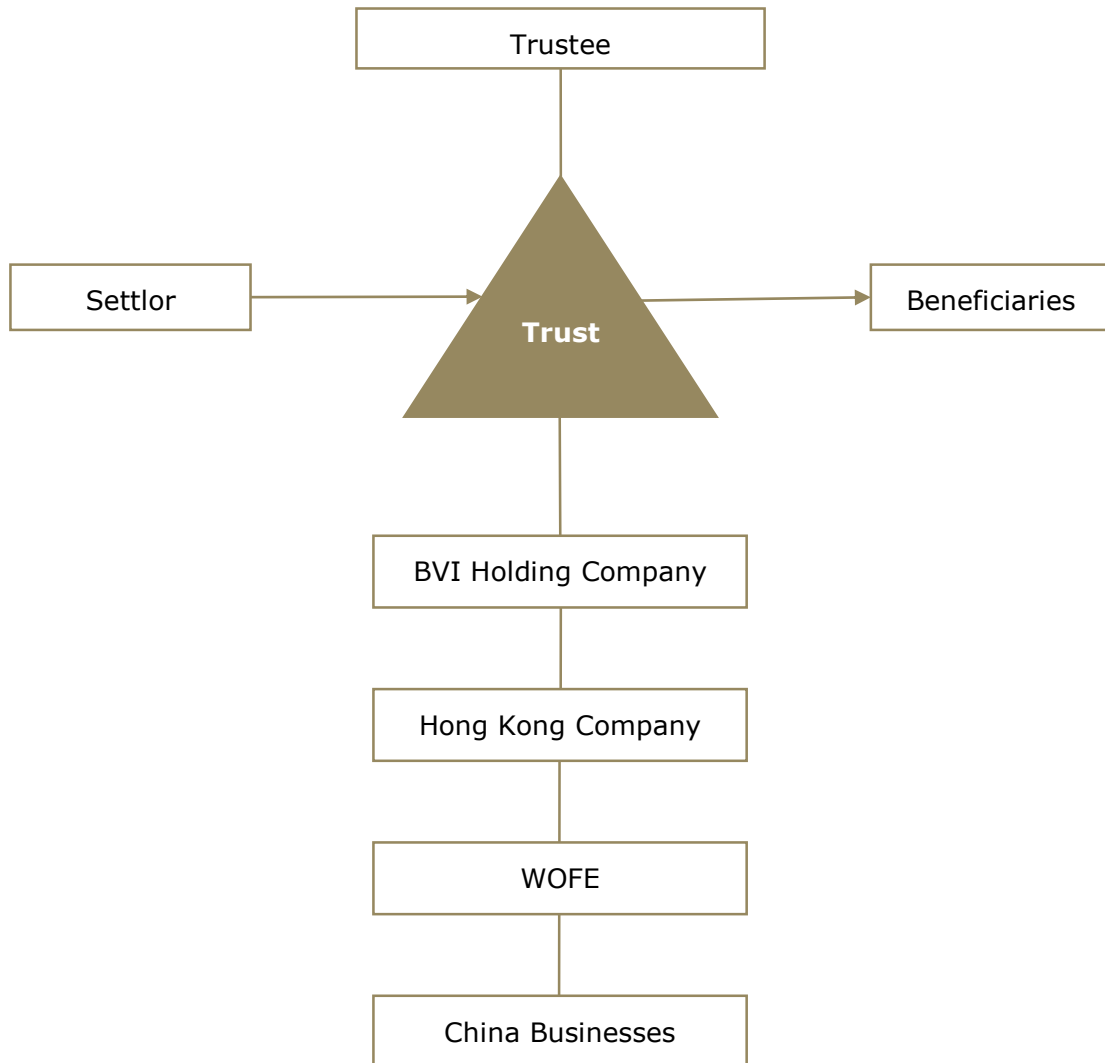 Trustee
Settlor
Trust
Beneficiaries
BVI Holding Company
Hong Kong Company
WOFE
China Businesses